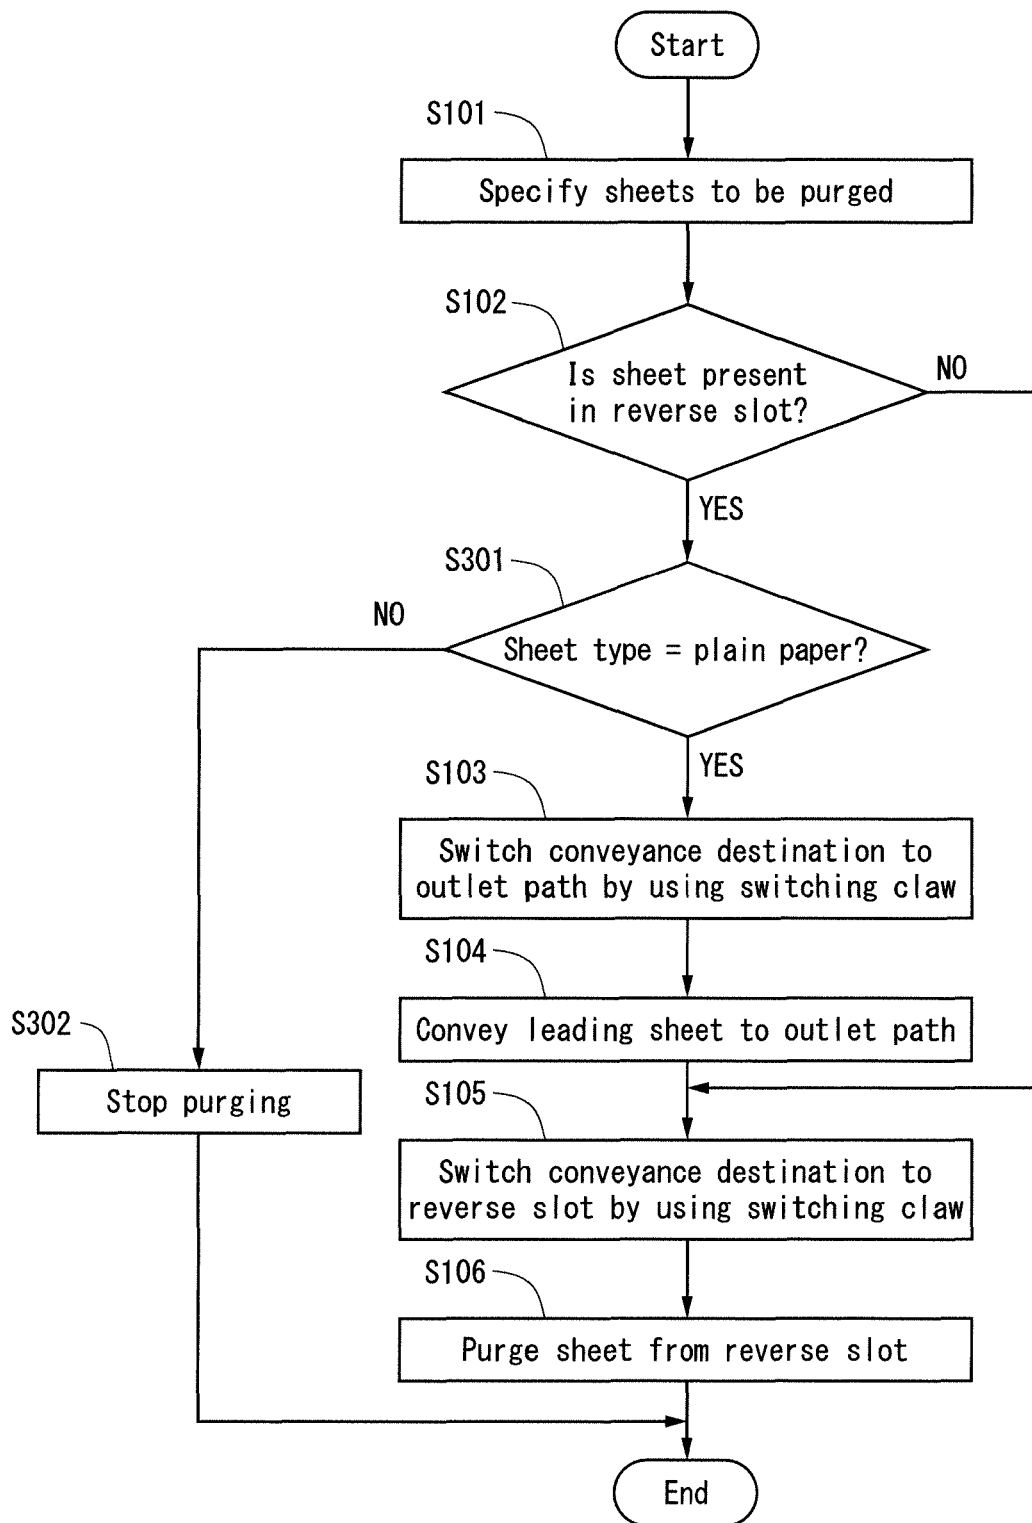 Start
S101
Specify sheets to be purged
S102
Is sheet present
in reverse slot?
NO
YES
S301
NO
Sheet type = plain paper?
YES
S103
Switch conveyance destination to
outlet path by using switching claw
S104
Convey leading sheet to outlet path
S302
Stop purging
S105
Switch conveyance destination to
reverse slot by using switching claw
S106
Purge sheet from reverse slot
End